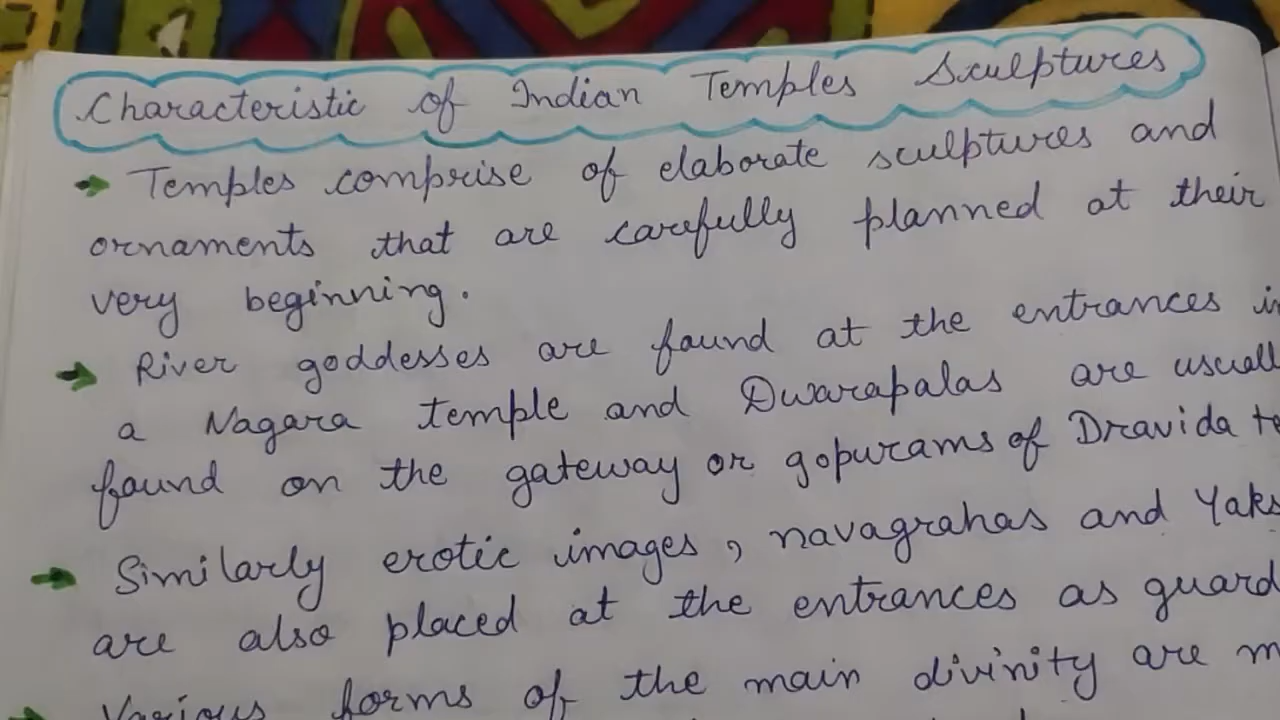 Characteristic of Indian Temples Sculptures
Temples comprise of elaborate sculptures and
ornaments that are carefully planned at their
very beginning.
River goddesses are found at the entrances
a Nagara temple and Dwarapalas are
found on the gateway or gopurams of Dravida
Similarly erotic images, navagrahas and
are also placed at the entrances as
Various forms of the main divinity are